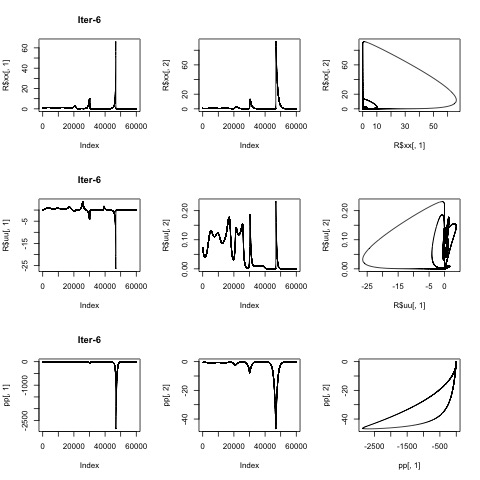 Iter-6
R$xx[, 1]
0 10 20 30 40 50 60
0 20000 40000 60000
Index
R$xx[, 2]
0 20 40 60
0 20000 40000 60000
Index
R$xx[, 2]
0 20 40 60
0 10 30 50
R$xx[, 1]
Iter-6
R$uu[, 1]
-25 -15 -5
0 20000 40000 60000
Index
R$uu[, 2]
0.00 0.10 0.20
0 20000 40000 60000
Index
R$uu[, 2]
0.00 0.10 0.20
-25 -15 -5 0
R$uu[, 1]
Iter-6
pp[, 1]
-2500 -1000 0
0 20000 40000 60000
Index
pp[, 2]
-40 -20 0
0 20000 40000 60000
Index
pp[, 2]
-40 -20 0
-2500 -1500 -500
pp[, 1]